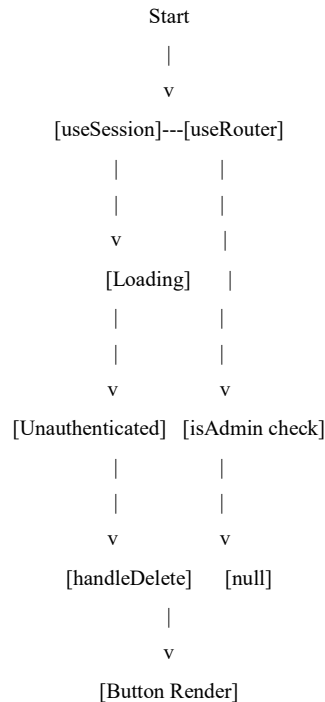 Start
|
v
[useSession]---[useRouter]
| |
| |
v |
[Loading] |
| |
| |
v v
[Unauthenticated] [isAdmin check]
| |
| |
v v
[handleDelete] [null]
|
v
[Button Render]